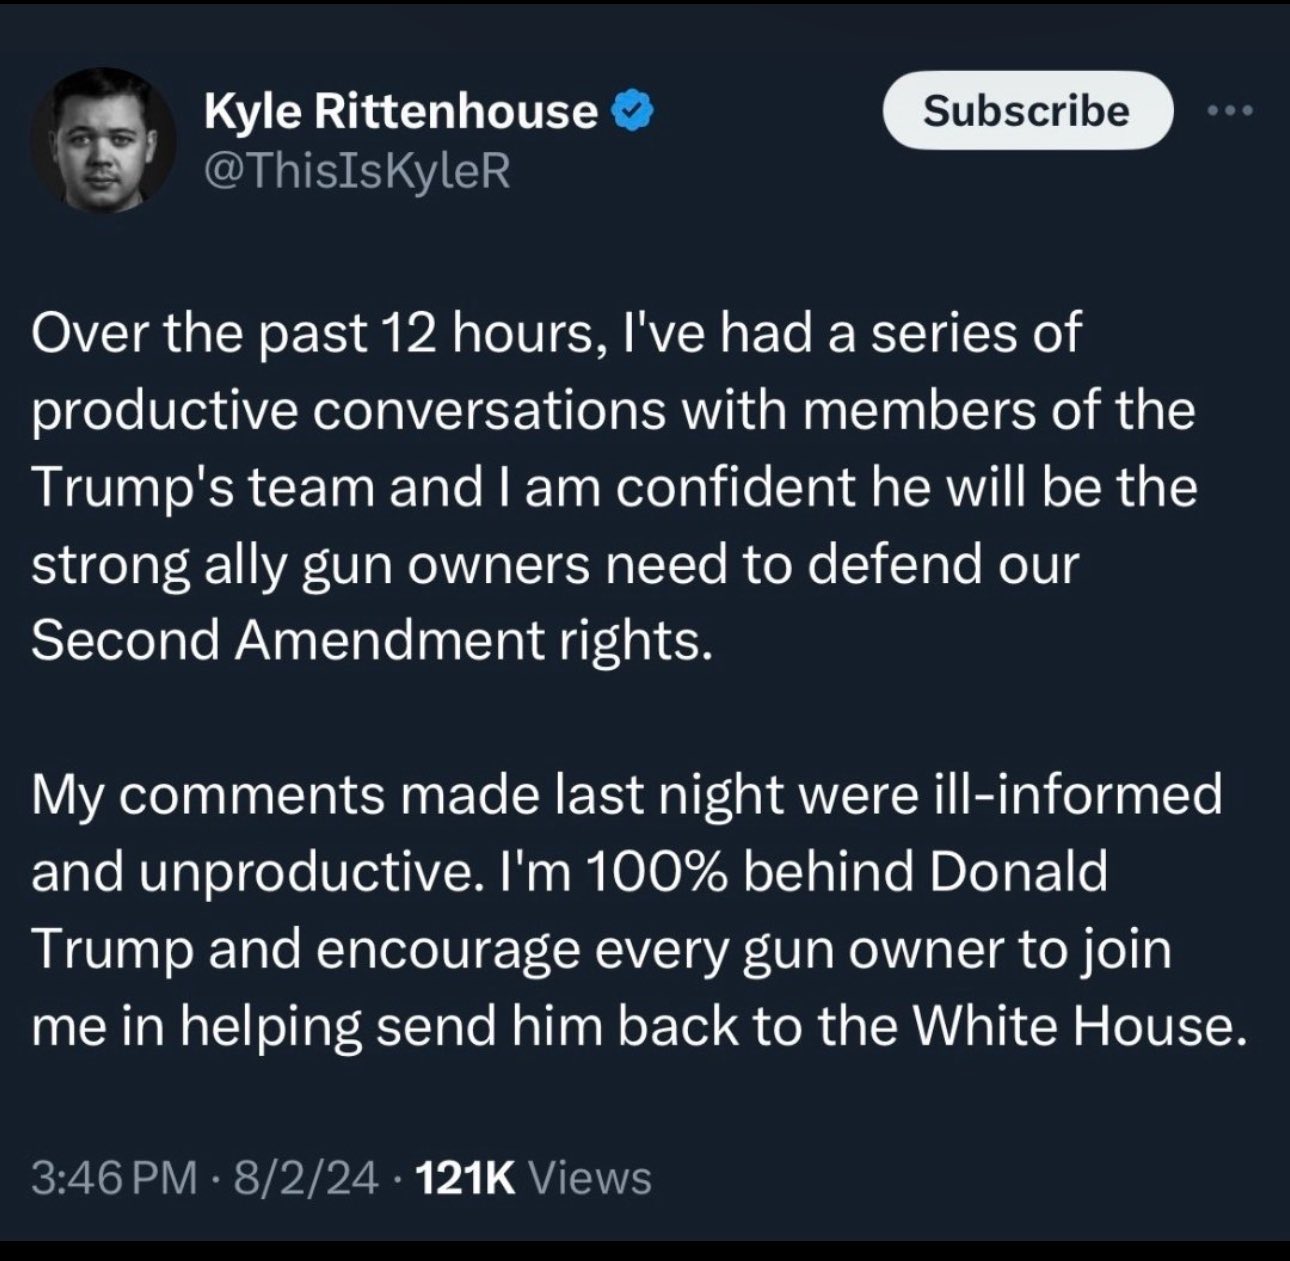 Kyle Rittenhouse
Subscribe
@ThisIsKyleR
Over the past 12 hours, I've had a series of
productive conversations with members of the
Trump's team and I am confident he will be the
strong ally gun owners need to defend our
Second Amendment rights.
My comments made last night were ill-informed
and unproductive. I'm 100% behind Donald
Trump and encourage every gun owner to join
me in helping send him back to the White House.
3:46 PM · 8/2/24 · 121K Views